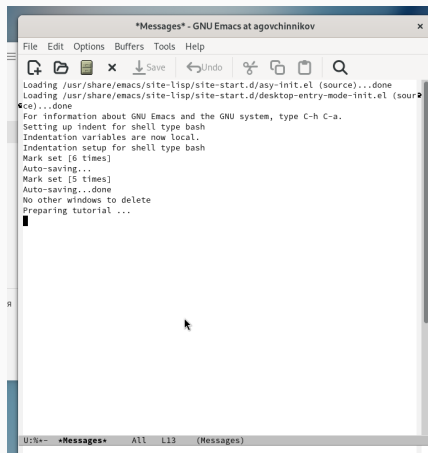 *Messages* - GNU Emacs at agovchinnikov
File Edit Options Buffers Tools Help
Save Undo
Loading /usr/share/emacs/site-lisp/site-start.d/asy-init.el (source)...done
Loading /usr/share/emacs/site-lisp/site-start.d/desktop-entry-mode-init.el (sour
ce)...done
For information about GNU Emacs and the GNU system, type C-h C-a.
Setting up indent for shell type bash
Indentation variables are now local.
Indentation setup for shell type bash
Mark set [6 times]
Auto-saving...
Mark set [5 times]
Auto-saving...done
No other windows to delete
Preparing tutorial ...
я
U:%*- *Messages* All L13 (Messages)